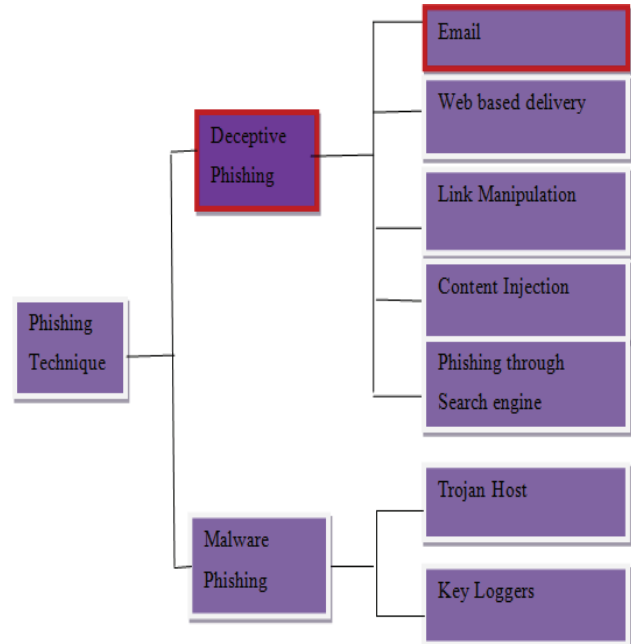 Phishing
Technique
Deceptive
Phishing
Email
Web based delivery
Link Manipulation
Content Injection
Phishing through
Search engine
Malware
Phishing
Trojan Host
Key Loggers